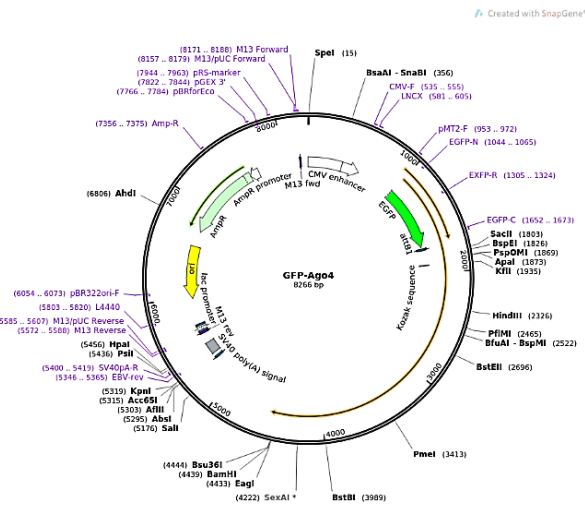 Created with SnapGene®
(8171 .. 8188) M13 Forward
(8157 .. 8179) M13/pUC Forward
(7944 .. 7963) pRS-marker
(7822 .. 7844) pGEX 3'
(7766 .. 7784) pBRforEco
(7356 .. 7375) Amp-R
(6806) AhdI
(6054 .. 6073) pBR322ori-F
(5803 .. 5820) L4440
5585 .. 5607) M13/pUC Reverse
(5572 .. 5588) M13 Reverse
(5456) HpaI
(5436) PsiI
(5400 .. 5419) SV40pA-R
(5346 .. 5365) EBV-rev
(5319) KpnI
(5315) Acc65I
(5303) AflII
(5295) AbsI
(5176) SalI
(4444) Bsu36I
(4439) BamHI
(4433) EagI
(4222) SexAI *
SpeI (15)
BsaAI - SnaBI (356)
CMV-F (535 .. 555)
LNCX (581 .. 605)
pMT2-F (953 .. 972)
EGFP-N (1044 .. 1065)
EXFP-R (1305 .. 1324)
EGFP-C (1652 .. 1673)
SacII (1803)
BspEI (1826)
PspOMI (1869)
ApaI (1873)
KflI (1935)
HindIII (2326)
PflMI (2465)
BfuAI - BspMI (2522)
BstEII (2696)
PmeI (3413)
BstBI (3989)
1000
2000
3000
4000
5000
6000
7000
8000
M13 fwd
CMV enhancer
AmpR promoter
AmpR
EGFP
attB1
Kozak sequence
ori
lac promoter
M13 rev
SV40 poly(A) signal
GFP-Ago4
8266 bp